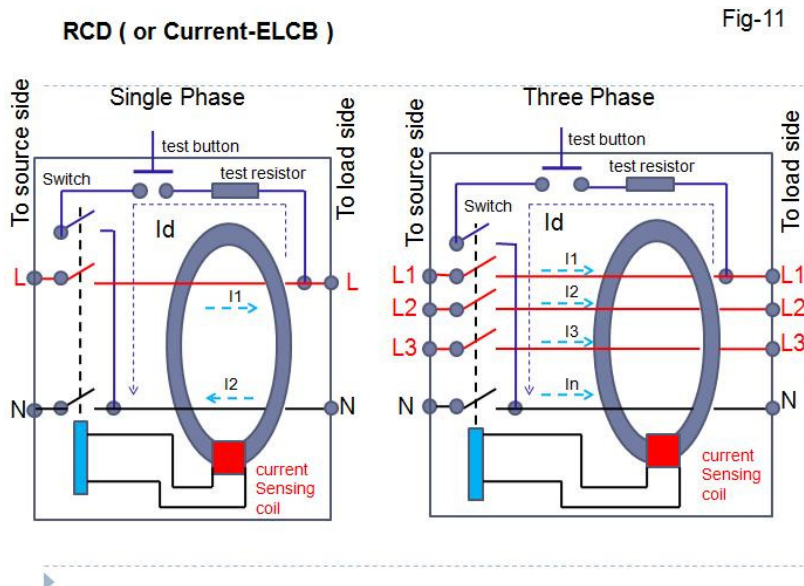 RCD ( or Current-ELCB )
Fig-11
Single Phase
To source side
To load side
test button
Switch
test resistor
Id
L
L
I1
I2
N
N
current
Sensing
coil
Three Phase
To source side
To load side
test button
test resistor
Switch
Id
L1
I1
L1
L2
I2
L2
L3
I3
L3
N
In
N
current
Sensing
coil